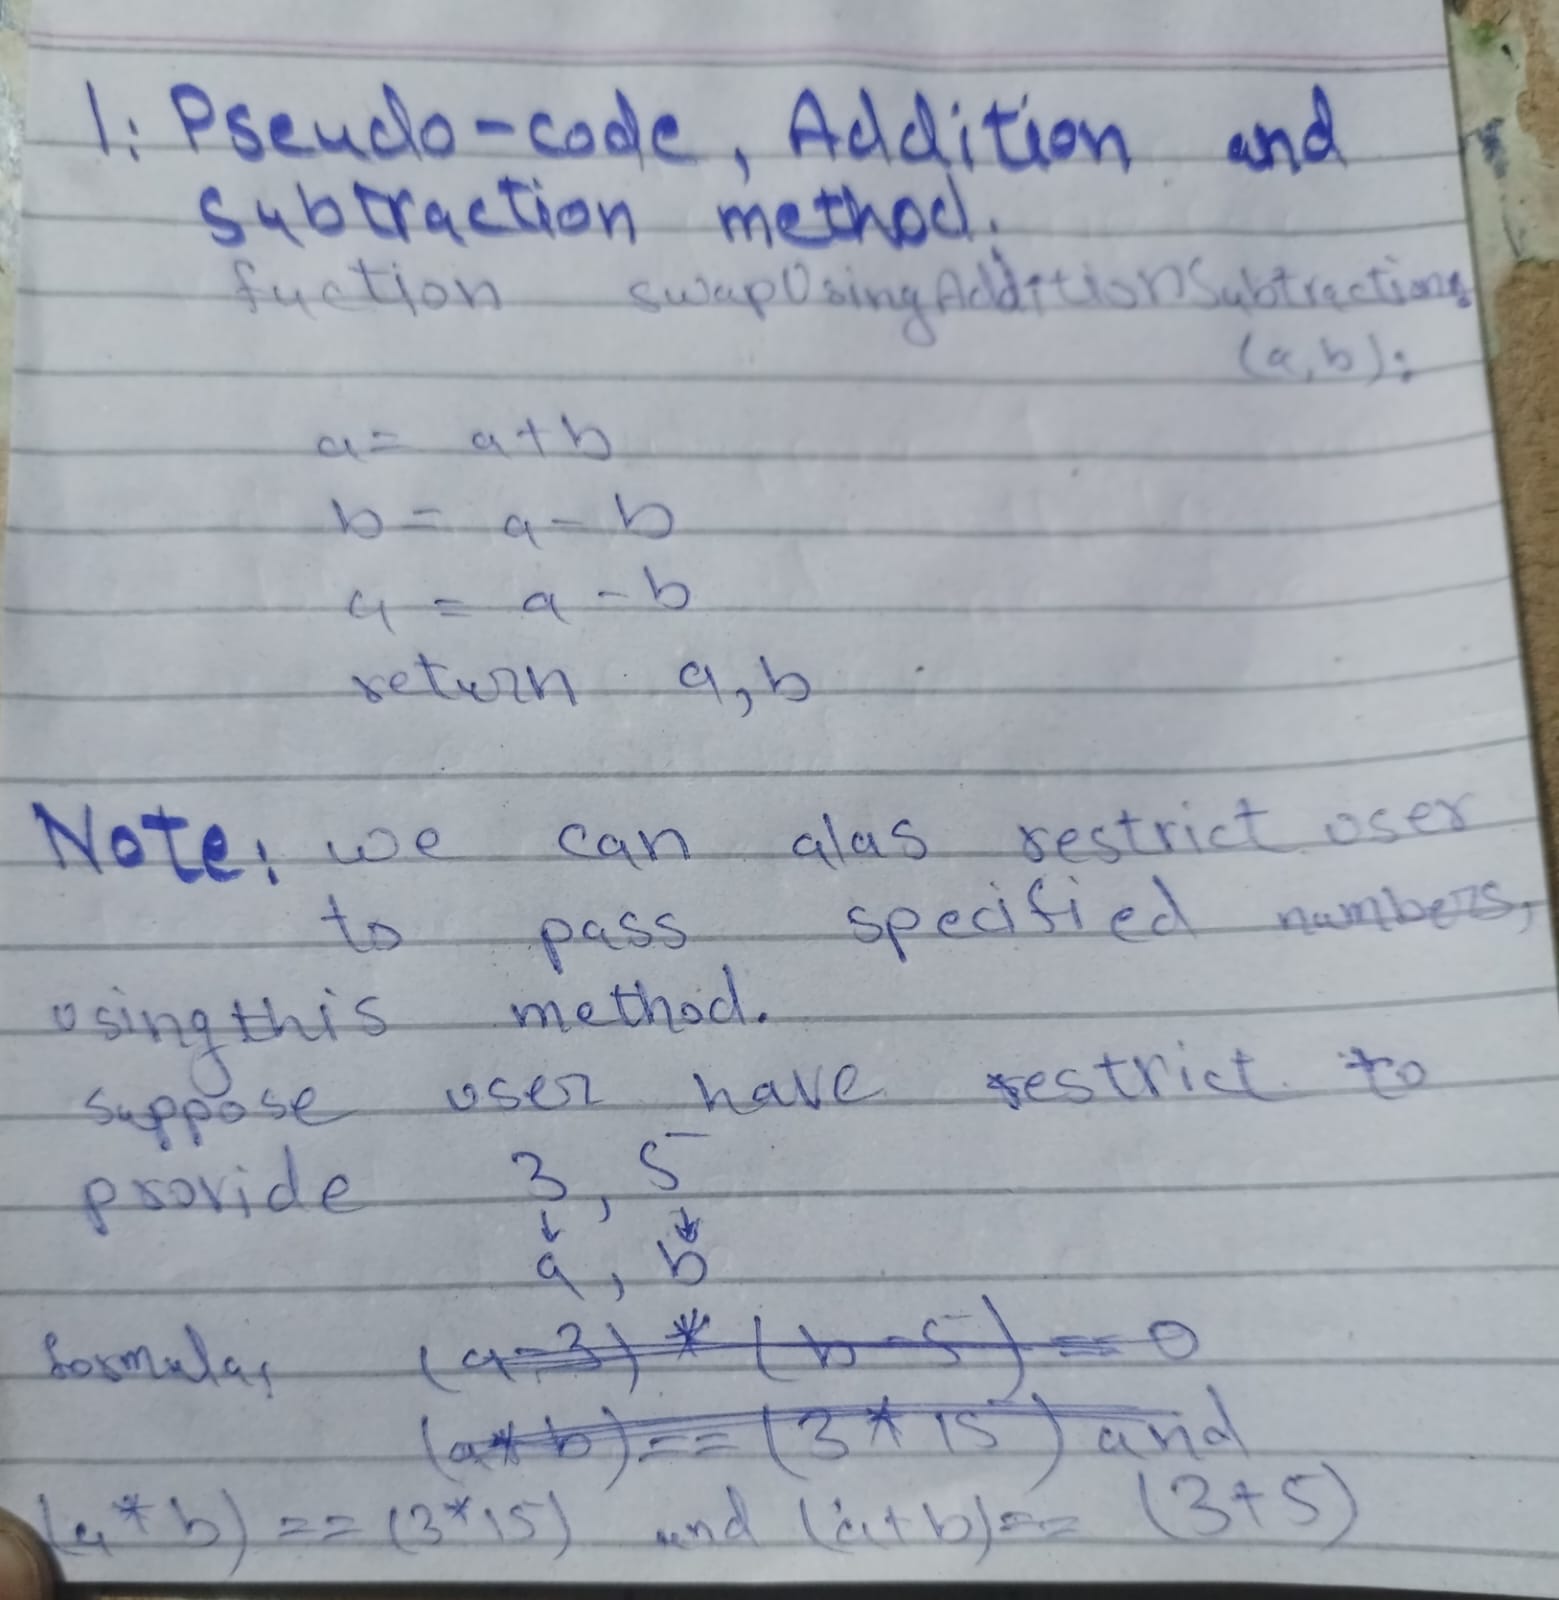 1: Pseudo-code, Addition and
Subtraction method.
fuction swapUsingAdditionSubtractions
(a,b):
a = a+b
b = a-b
a = a-b
return a,b
Note: we can alas restrict user
to pass specified numbers,
using this method.
suppose user have restrict to
provide 3, 5
a, b
formula, (a-3) * (b-5) == 0
(a*b) == (3*15) and
(a*b) == (3*15) and (a+b) == (3+5)